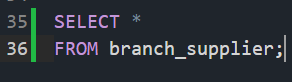 35 SELECT *
36 FROM branch_supplier;